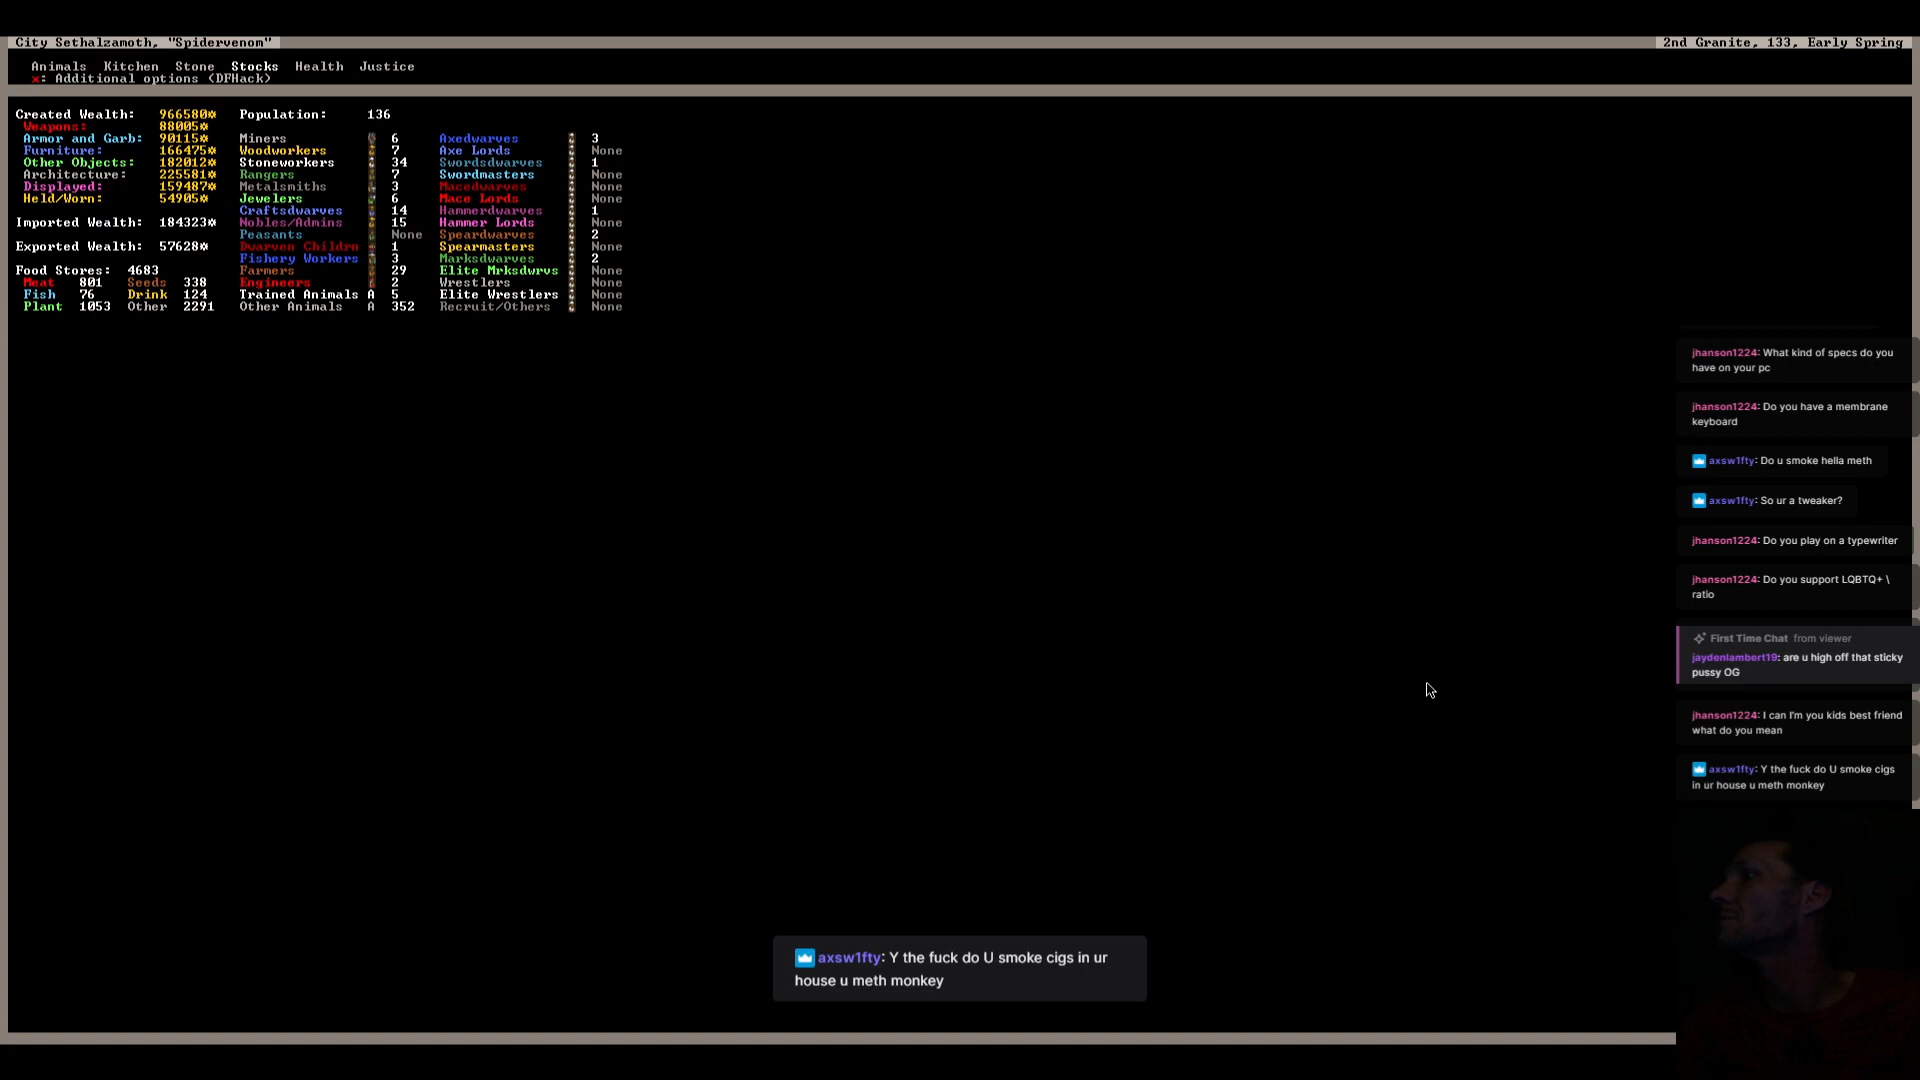 City Sethalzamoth, "Spidervenom" 2nd Granite, 133, Early Spring
Animals Kitchen Stone Stocks Health Justice
x: Additional options (DFHack)
Created Wealth: 966580☼ Population: 136
Weapons: 88005☼
Armor and Garb: 90115☼ Miners 6 Axedwarves 3
Furniture: 166475☼ Woodworkers 7 Axe Lords None
Other Objects: 182012☼ Stoneworkers 34 Swordsdwarves 1
Architecture: 225581☼ Rangers 7 Swordmasters None
Displayed: 159487☼ Metalsmiths 3 Macedwarves None
Held/Worn: 54905☼ Jewelers 6 Mace Lords None
Craftsdwarves 14 Hammerdwarves 1
Imported Wealth: 184323☼ Nobles/Admins 15 Hammer Lords None
Peasants None Speardwarves 2
Exported Wealth: 57628☼ Dwarven Childrn 1 Spearmasters None
Fishery Workers 3 Marksdwarves 2
Food Stores: 4683 Farmers 29 Elite Mrksdwrvs None
Meat 801 Seeds 338 Engineers 2 Wrestlers None
Fish 76 Drink 124 Trained Animals A 5 Elite Wrestlers None
Plant 1053 Other 2291 Other Animals A 352 Recruit/Others None
jhanson1224: What kind of specs do you
have on your pc
jhanson1224: Do you have a membrane
keyboard
axsw1fty: Do u smoke hella meth
axsw1fty: So ur a tweaker?
jhanson1224: Do you play on a typewriter
jhanson1224: Do you support LQBTQ+ \
ratio
First Time Chat from viewer
jaydenlambert19: are u high off that sticky
pussy OG
jhanson1224: I can I'm you kids best friend
what do you mean
axsw1fty: Y the fuck do U smoke cigs
in ur house u meth monkey
axsw1fty: Y the fuck do U smoke cigs in ur
house u meth monkey